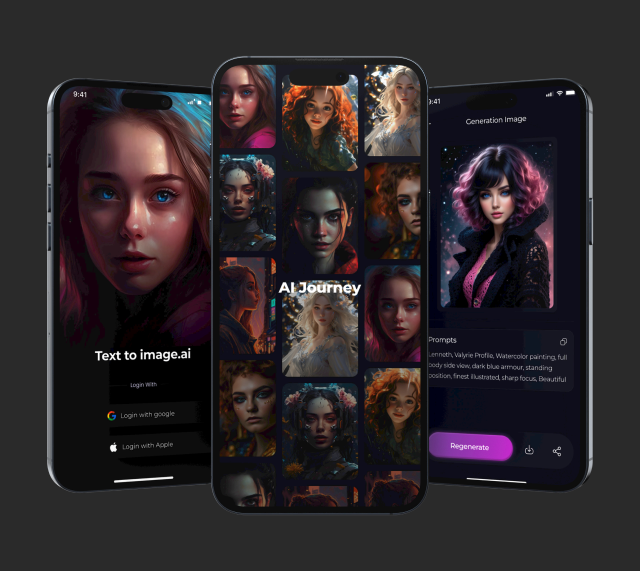 9:41
Text to image.ai
Login With
Login with google
Login with Apple
AI Journey
9:41
Generation Image
Prompts
enneth, Valyrie Profile, Watercolor painting, full
body side view, dark blue armour, standing
position, finest illustrated, sharp focus, Beautiful
Regenerate